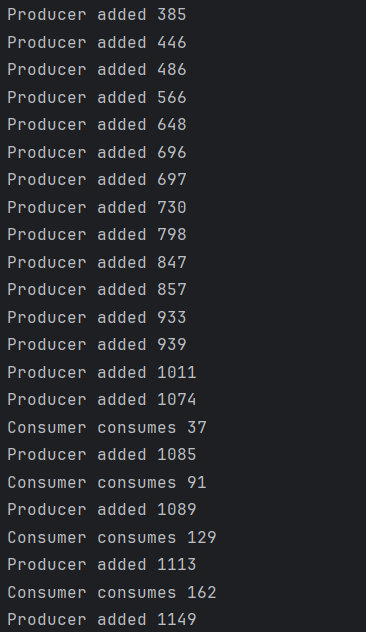 Producer added 385
Producer added 446
Producer added 486
Producer added 566
Producer added 648
Producer added 696
Producer added 697
Producer added 730
Producer added 798
Producer added 847
Producer added 857
Producer added 933
Producer added 939
Producer added 1011
Producer added 1074
Consumer consumes 37
Producer added 1085
Consumer consumes 91
Producer added 1089
Consumer consumes 129
Producer added 1113
Consumer consumes 162
Producer added 1149